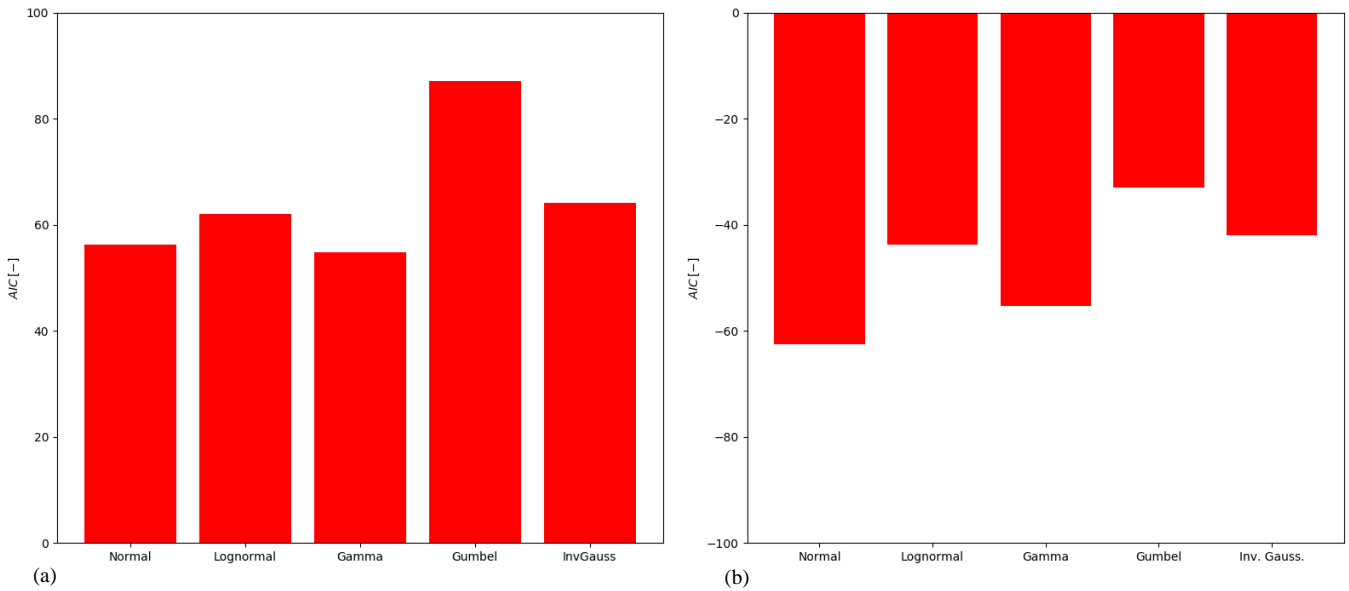 100
80
60
40
20
0
AIC [−]
Normal Lognormal Gamma Gumbel InvGauss
(a)
0
−20
−40
−60
−80
−100
AIC [−]
Normal Lognormal Gamma Gumbel Inv. Gauss.
(b)